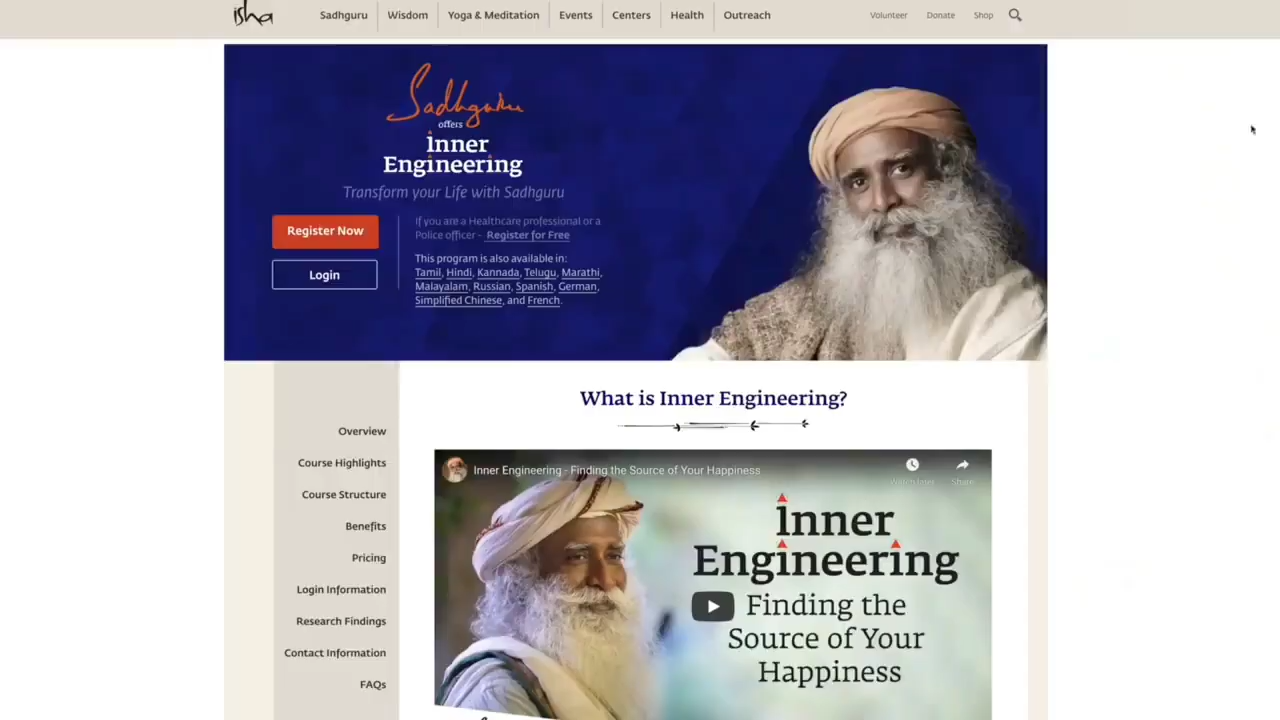 isha
Sadhguru Wisdom Yoga & Meditation Events Centers Health Outreach
Volunteer Donate Shop
Sadhguru
offers
inner
Engineering
Transform your Life with Sadhguru
Register Now
Login
If you are a Healthcare professional or a
Police officer - Register for Free
This program is also available in:
Tamil, Hindi, Kannada, Telugu, Marathi,
Malayalam, Russian, Spanish, German,
Simplified Chinese, and French.
Overview
Course Highlights
Course Structure
Benefits
Pricing
Login Information
Research Findings
Contact Information
FAQs
What is Inner Engineering?
Inner Engineering - Finding the Source of Your Happiness
Watch later Share
inner
Engineering
Finding the
Source of Your
Happiness